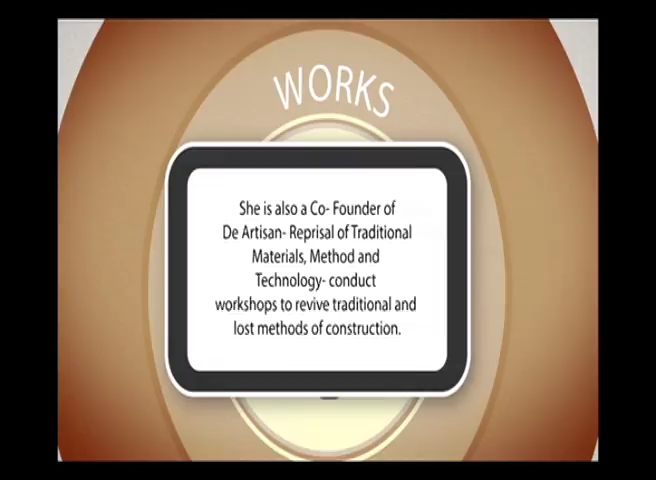 WORKS
She is also a Co- Founder of
De Artisan- Reprisal of Traditional
Materials, Method and
Technology- conduct
workshops to revive traditional and
lost methods of construction.